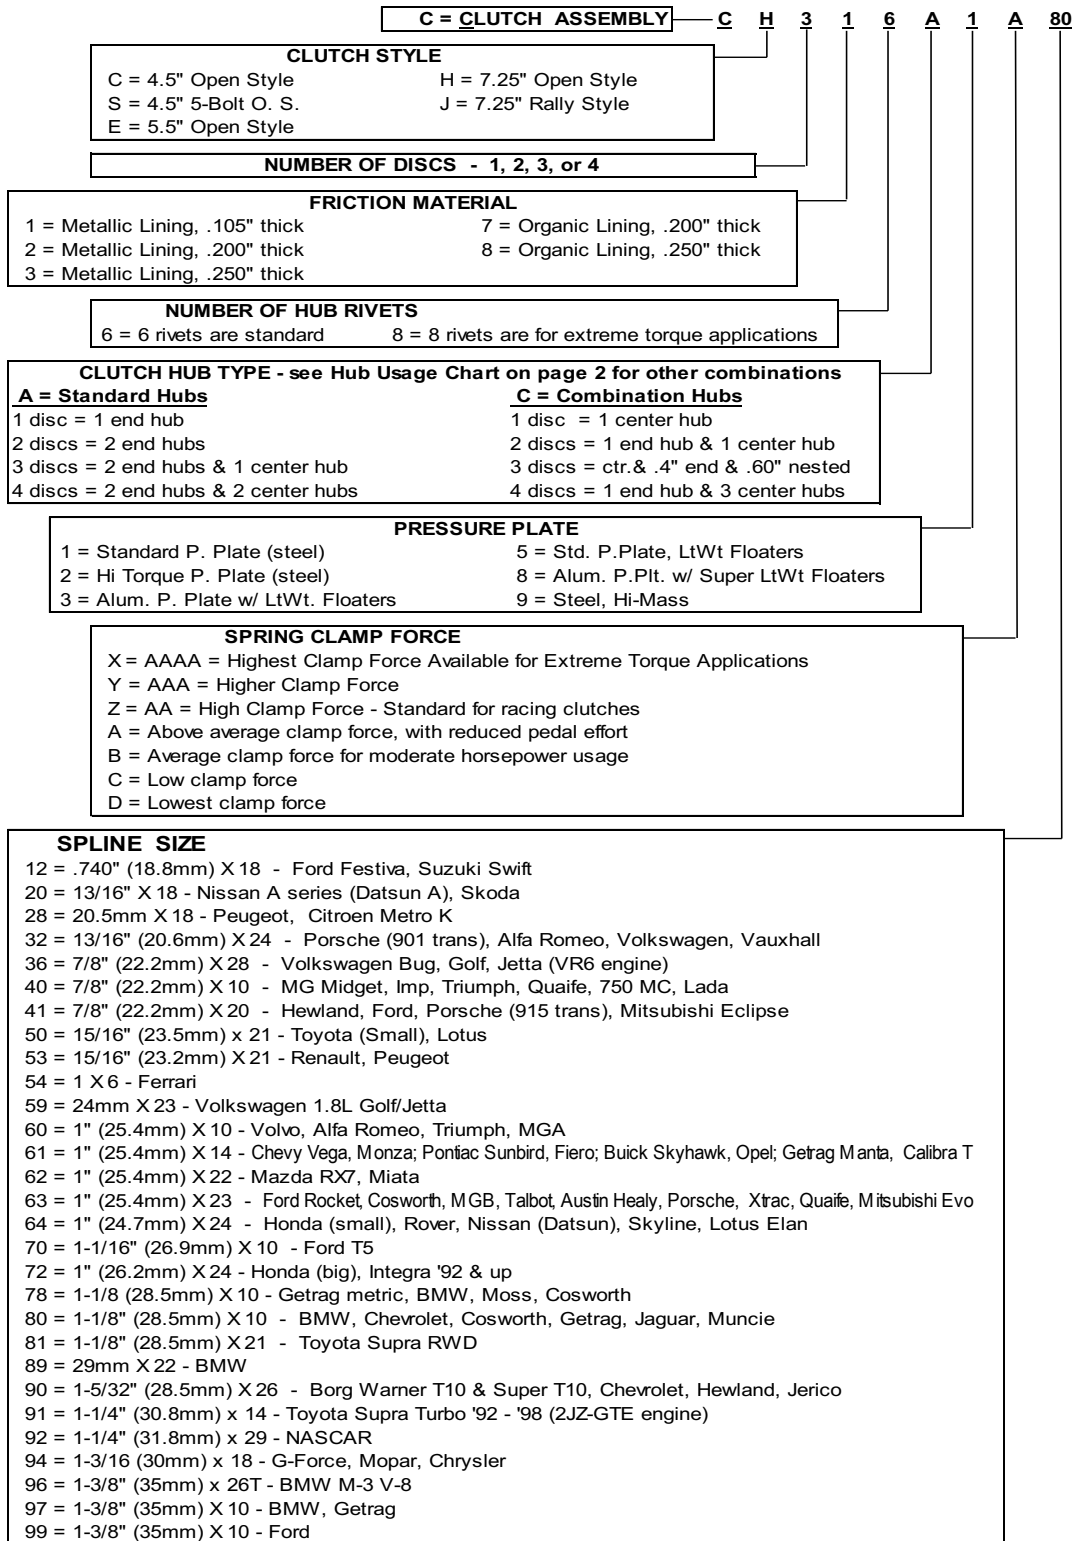 C = CLUTCH ASSEMBLY C H 3 1 6 A 1 A 80
CLUTCH STYLE
C = 4.5" Open Style H = 7.25" Open Style
S = 4.5" 5-Bolt O. S. J = 7.25" Rally Style
E = 5.5" Open Style
NUMBER OF DISCS - 1, 2, 3, or 4
FRICTION MATERIAL
1 = Metallic Lining, .105" thick 7 = Organic Lining, .200" thick
2 = Metallic Lining, .200" thick 8 = Organic Lining, .250" thick
3 = Metallic Lining, .250" thick
NUMBER OF HUB RIVETS
6 = 6 rivets are standard 8 = 8 rivets are for extreme torque applications
CLUTCH HUB TYPE - see Hub Usage Chart on page 2 for other combinations
A = Standard Hubs C = Combination Hubs
1 disc = 1 end hub 1 disc = 1 center hub
2 discs = 2 end hubs 2 discs = 1 end hub & 1 center hub
3 discs = 2 end hubs & 1 center hub 3 discs = ctr.& .4" end & .60" nested
4 discs = 2 end hubs & 2 center hubs 4 discs = 1 end hub & 3 center hubs
PRESSURE PLATE
1 = Standard P. Plate (steel) 5 = Std. P.Plate, LtWt Floaters
2 = Hi Torque P. Plate (steel) 8 = Alum. P.Plt. w/ Super LtWt Floaters
3 = Alum. P. Plate w/ LtWt. Floaters 9 = Steel, Hi-Mass
SPRING CLAMP FORCE
X = AAAA = Highest Clamp Force Available for Extreme Torque Applications
Y = AAA = Higher Clamp Force
Z = AA = High Clamp Force - Standard for racing clutches
A = Above average clamp force, with reduced pedal effort
B = Average clamp force for moderate horsepower usage
C = Low clamp force
D = Lowest clamp force
SPLINE SIZE
12 = .740" (18.8mm) X 18 - Ford Festiva, Suzuki Swift
20 = 13/16" X 18 - Nissan A series (Datsun A), Skoda
28 = 20.5mm X 18 - Peugeot, Citroen Metro K
32 = 13/16" (20.6mm) X 24 - Porsche (901 trans), Alfa Romeo, Volkswagen, Vauxhall
36 = 7/8" (22.2mm) X 28 - Volkswagen Bug, Golf, Jetta (VR6 engine)
40 = 7/8" (22.2mm) X 10 - MG Midget, Imp, Triumph, Quaife, 750 MC, Lada
41 = 7/8" (22.2mm) X 20 - Hewland, Ford, Porsche (915 trans), Mitsubishi Eclipse
50 = 15/16" (23.5mm) x 21 - Toyota (Small), Lotus
53 = 15/16" (23.2mm) X 21 - Renault, Peugeot
54 = 1 X 6 - Ferrari
59 = 24mm X 23 - Volkswagen 1.8L Golf/Jetta
60 = 1" (25.4mm) X 10 - Volvo, Alfa Romeo, Triumph, MGA
61 = 1" (25.4mm) X 14 - Chevy Vega, Monza; Pontiac Sunbird, Fiero; Buick Skyhawk, Opel; Getrag Manta, Calibra T
62 = 1" (25.4mm) X 22 - Mazda RX7, Miata
63 = 1" (25.4mm) X 23 - Ford Rocket, Cosworth, MGB, Talbot, Austin Healy, Porsche, Xtrac, Quaife, Mitsubishi Evo
64 = 1" (24.7mm) X 24 - Honda (small), Rover, Nissan (Datsun), Skyline, Lotus Elan
70 = 1-1/16" (26.9mm) X 10 - Ford T5
72 = 1" (26.2mm) X 24 - Honda (big), Integra '92 & up
78 = 1-1/8 (28.5mm) X 10 - Getrag metric, BMW, Moss, Cosworth
80 = 1-1/8" (28.5mm) X 10 - BMW, Chevrolet, Cosworth, Getrag, Jaguar, Muncie
81 = 1-1/8" (28.5mm) X 21 - Toyota Supra RWD
89 = 29mm X 22 - BMW
90 = 1-5/32" (28.5mm) X 26 - Borg Warner T10 & Super T10, Chevrolet, Hewland, Jerico
91 = 1-1/4" (30.8mm) x 14 - Toyota Supra Turbo '92 - '98 (2JZ-GTE engine)
92 = 1-1/4" (31.8mm) x 29 - NASCAR
94 = 1-3/16 (30mm) x 18 - G-Force, Mopar, Chrysler
96 = 1-3/8" (35mm) x 26T - BMW M-3 V-8
97 = 1-3/8" (35mm) X 10 - BMW, Getrag
99 = 1-3/8" (35mm) X 10 - Ford